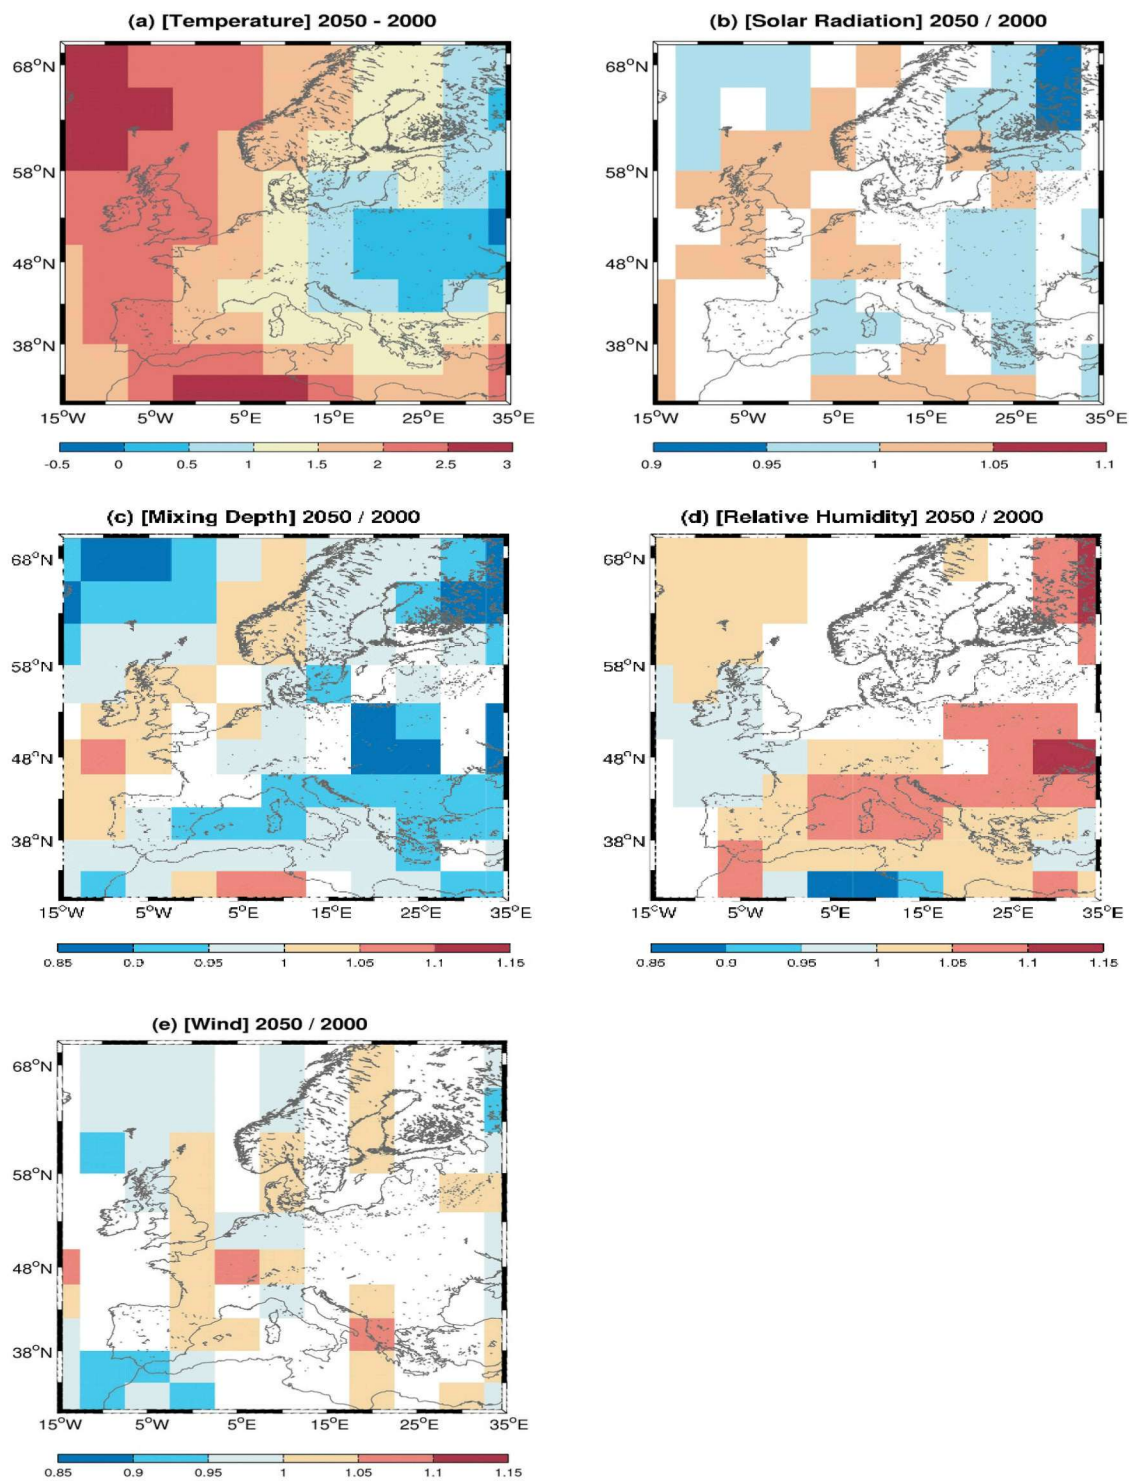 (a) [Temperature] 2050 - 2000
68°N
58°N
48°N
38°N
15°W 5°W 5°E 15°E 25°E 35°E
-0.5 0 0.5 1 1.5 2 2.5 3
(b) [Solar Radiation] 2050 / 2000
68°N
58°N
48°N
38°N
15°W 5°W 5°E 15°E 25°E 35°E
0.9 0.95 1 1.05 1.1
(c) [Mixing Depth] 2050 / 2000
68°N
58°N
48°N
38°N
15°W 5°W 5°E 15°E 25°E 35°E
0.85 0.9 0.95 1 1.05 1.1 1.15
(d) [Relative Humidity] 2050 / 2000
68°N
58°N
48°N
38°N
15°W 5°W 5°E 15°E 25°E 35°E
0.85 0.9 0.95 1 1.05 1.1 1.15
(e) [Wind] 2050 / 2000
68°N
58°N
48°N
38°N
15°W 5°W 5°E 15°E 25°E 35°E
0.85 0.9 0.95 1 1.05 1.1 1.15